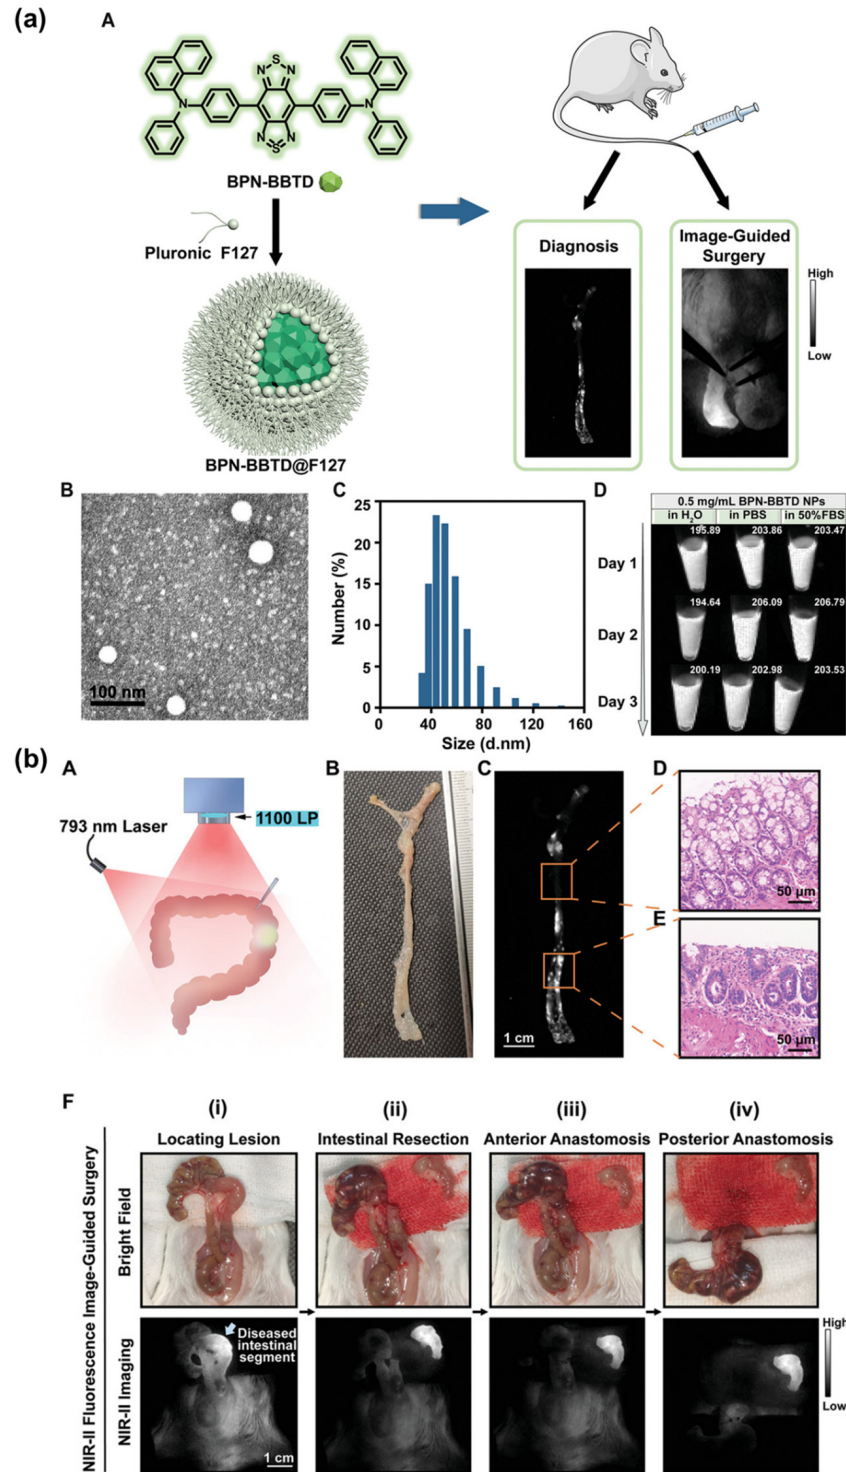 (a)
A
S
N
N
N
N
N
N
S
BPN-BBTD
Pluronic F127
BPN-BBTD@F127
Diagnosis
Image-Guided
Surgery
High
Low
B
100 nm
C
Number (%)
25
20
15
10
5
0
0
40
80
120
160
Size (d.nm)
D
0.5 mg/mL BPN-BBTD NPs
in H2O
in PBS
in 50%FBS
Day 1
195.89
203.86
203.47
Day 2
194.64
206.09
206.79
Day 3
200.19
202.98
203.53
(b)
A
793 nm Laser
1100 LP
B
C
1 cm
D
50 µm
E
50 µm
F
(i)
(ii)
(iii)
(iv)
Locating Lesion
Intestinal Resection
Anterior Anastomosis
Posterior Anastomosis
NIR-II Fluorescence Image-Guided Surgery
Bright Field
NIR-II Imaging
Diseased
intestinal
segment
1 cm
High
Low